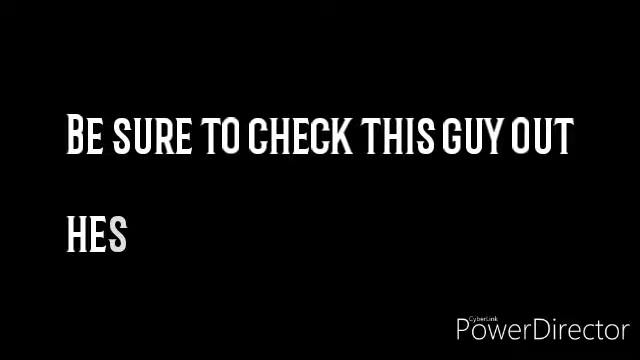 Be sure to check this guy out
hes
CyberLink
PowerDirector